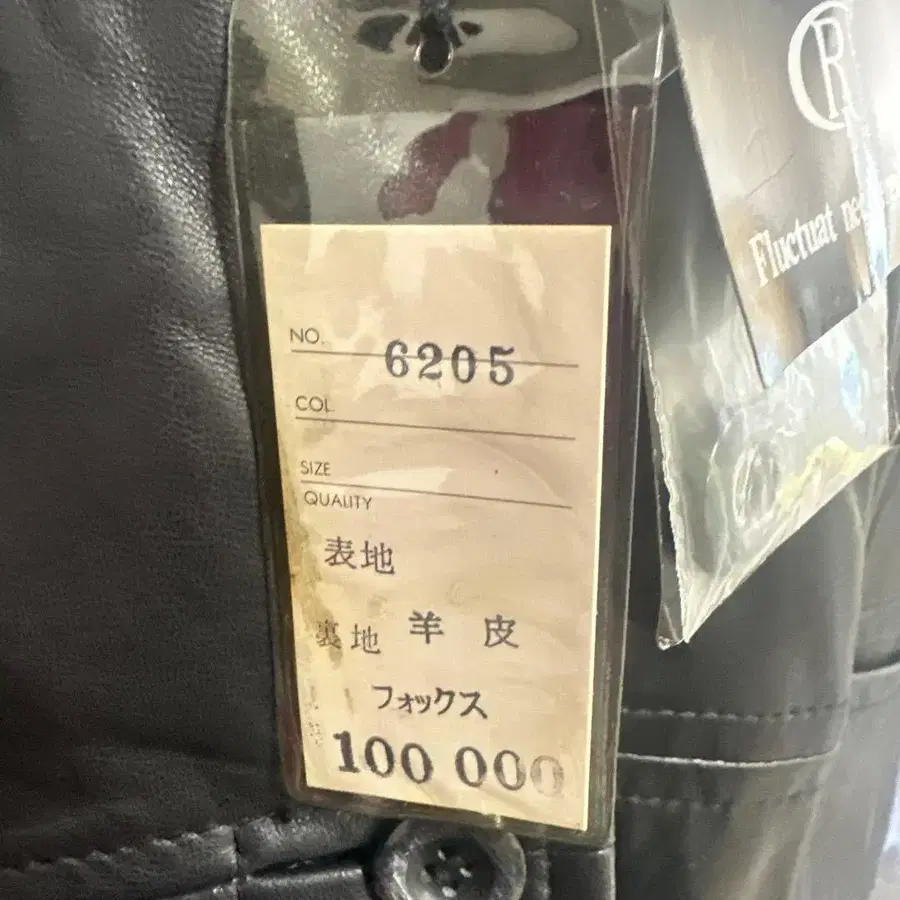 NO. 6205
COL
SIZE
QUALITY
表地
裏地 羊皮
フォックス
100 000
R
Fluctuat